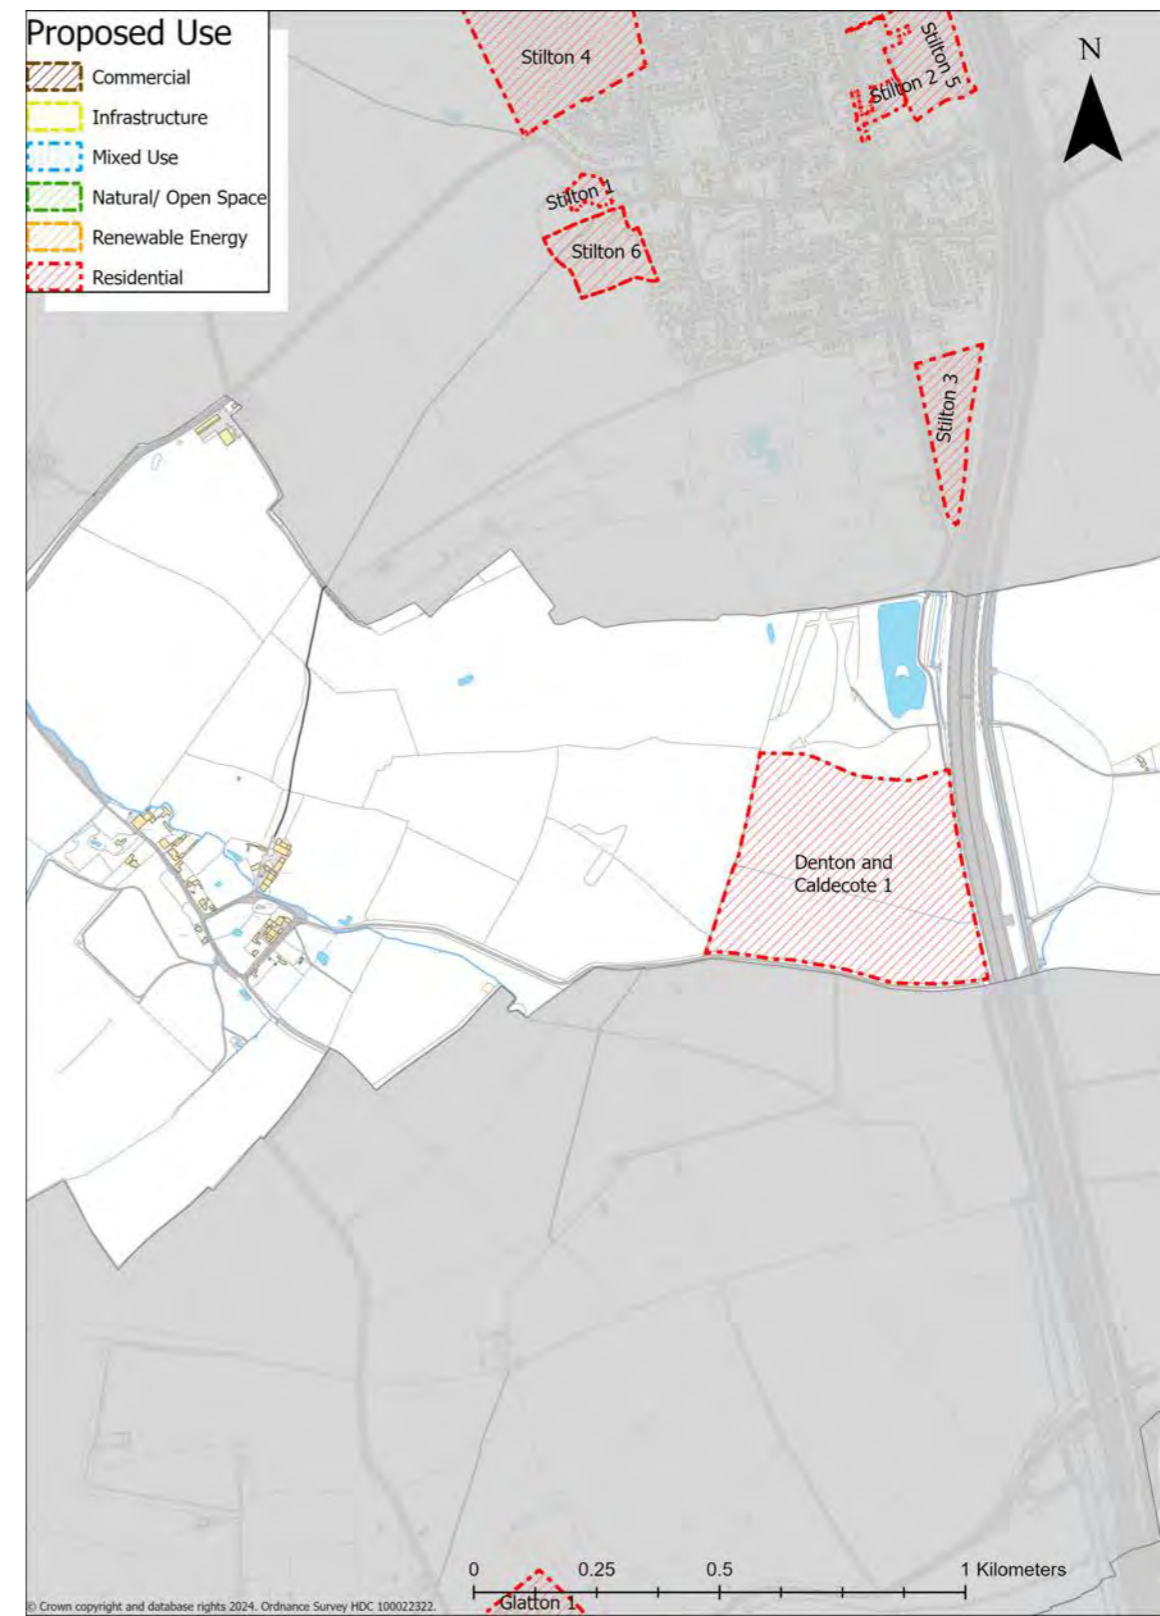 Proposed Use
Commercial
Infrastructure
Mixed Use
Natural/ Open Space
Renewable Energy
Residential
Stilton 4
Stilton 5
Stilton 2
N
Stilton 1
Stilton 6
Stilton 3
Denton and
Caldecote 1
0 0.25 0.5 1 Kilometers
Glatton 1
© Crown copyright and database rights 2024. Ordnance Survey HDC 100022322.